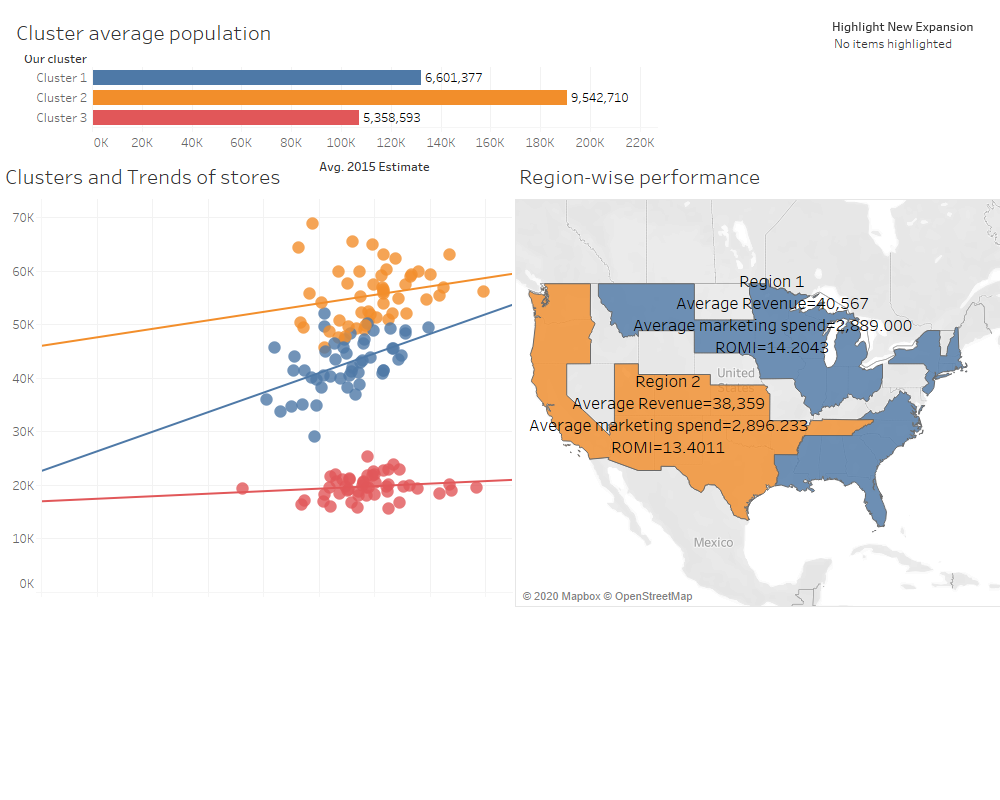 Cluster average population
Highlight New Expansion
No items highlighted
Our cluster
Cluster 1 6,601,377
Cluster 2 9,542,710
Cluster 3 5,358,593
0K 20K 40K 60K 80K 100K 120K 140K 160K 180K 200K 220K
Avg. 2015 Estimate
Clusters and Trends of stores
70K
60K
50K
40K
30K
20K
10K
0K
Region-wise performance
Region 1
Average Revenue=40,567
Average marketing spend=2,889.000
ROMI=14.2043
United
States
Region 2
Average Revenue=38,359
Average marketing spend=2,896.233
ROMI=13.4011
Mexico
© 2020 Mapbox © OpenStreetMap